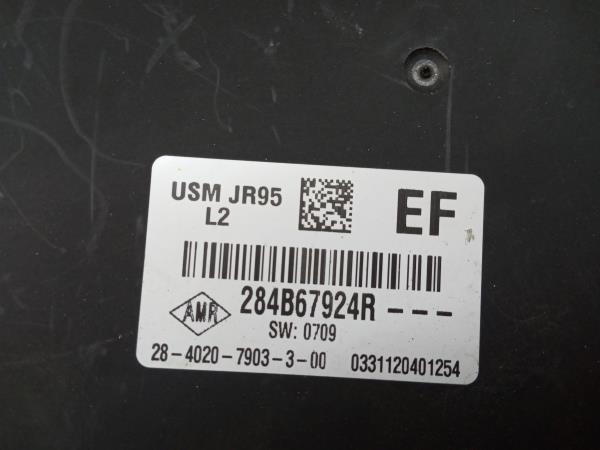 USM JR95 EF
L2
284B67924R---
AMR
SW: 0709
28-4020-7903-3-00 0331120401254